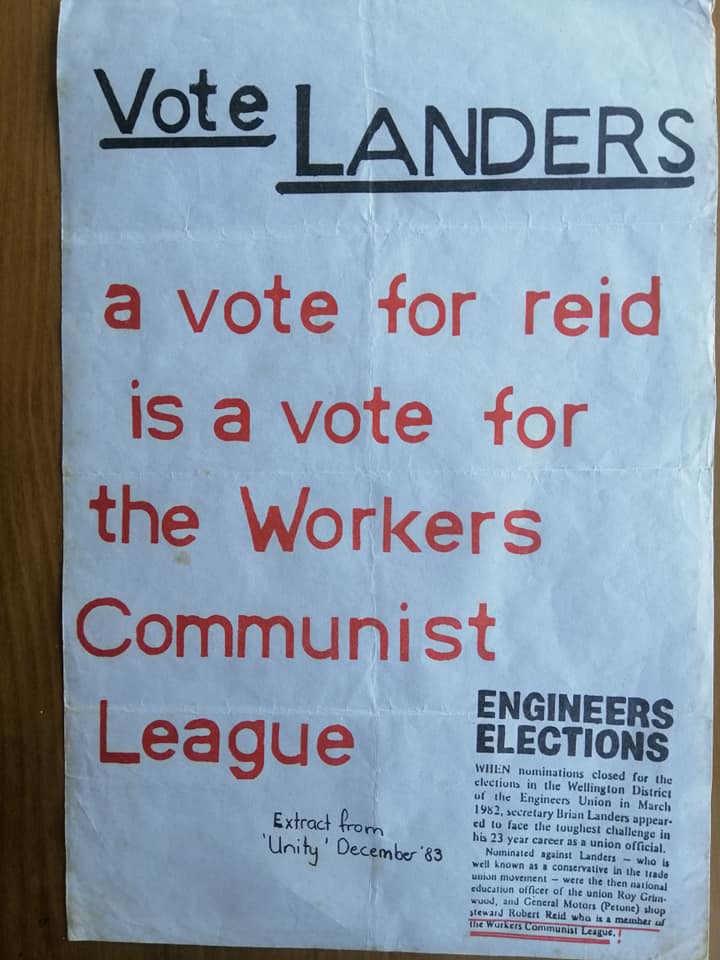 Vote LANDERS
a vote for reid
is a vote for
the Workers
Communist
League
Extract from
'Unity' December '83
ENGINEERS
ELECTIONS
WHEN nominations closed for the
elections in the Wellington District
of the Engineers Union in March
1982, secretary Brian Landers appear-
ed to face the toughest challenge in
his 23 year career as a union official.
Nominated against Landers – who is
well known as a conservative in the trade
union movement – were the then national
education officer of the union Roy Grin-
wood, and General Motors (Petone) shop
steward Robert Reid who is a member of
the Workers Communist League.!